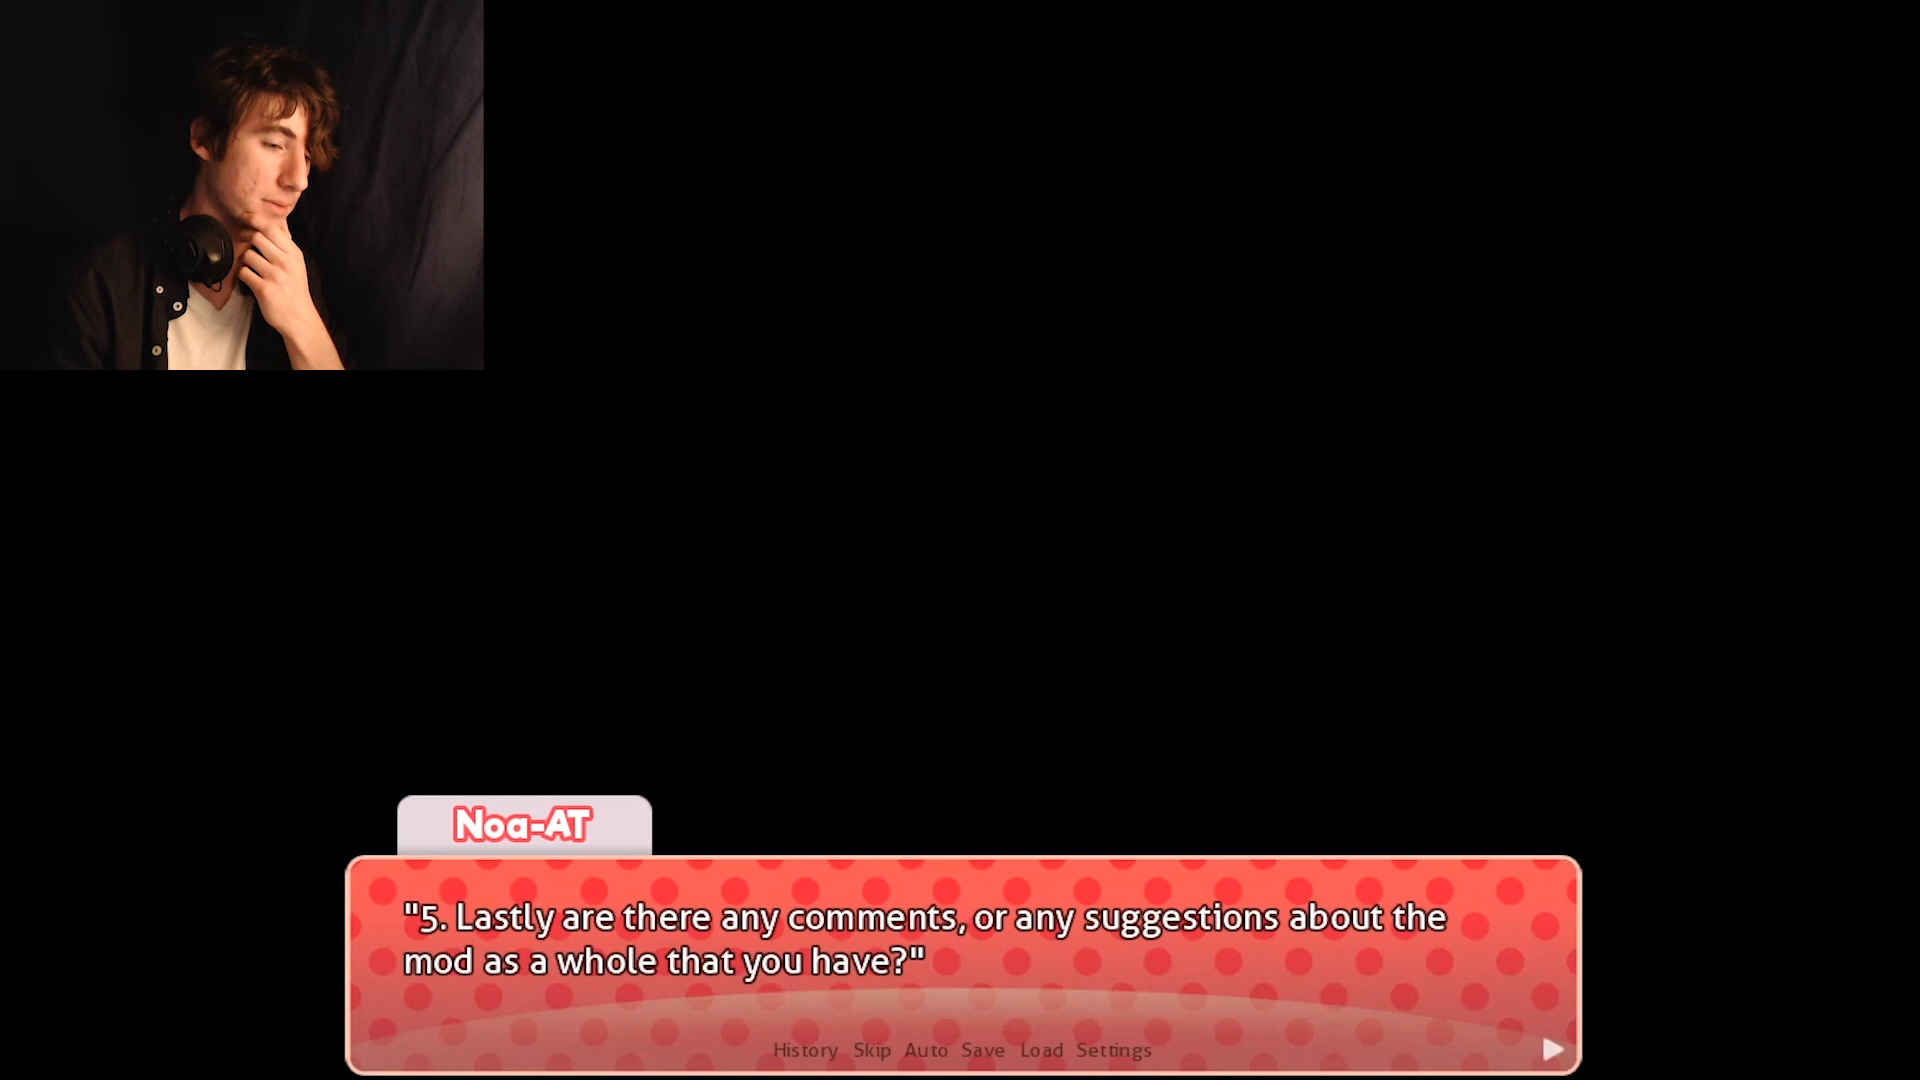 Noa-AT
"5. Lastly are there any comments, or any suggestions about the
mod as a whole that you have?"
History Skip Auto Save Load Settings